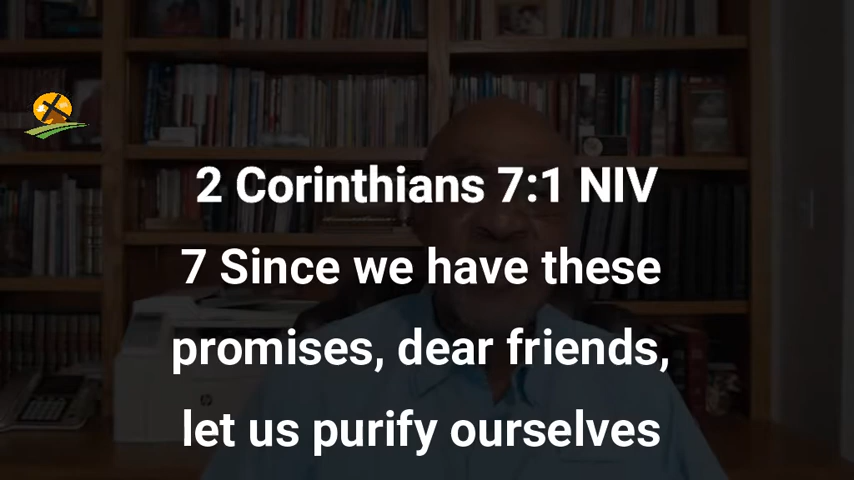 2 Corinthians 7:1 NIV
7 Since we have these
promises, dear friends,
let us purify ourselves